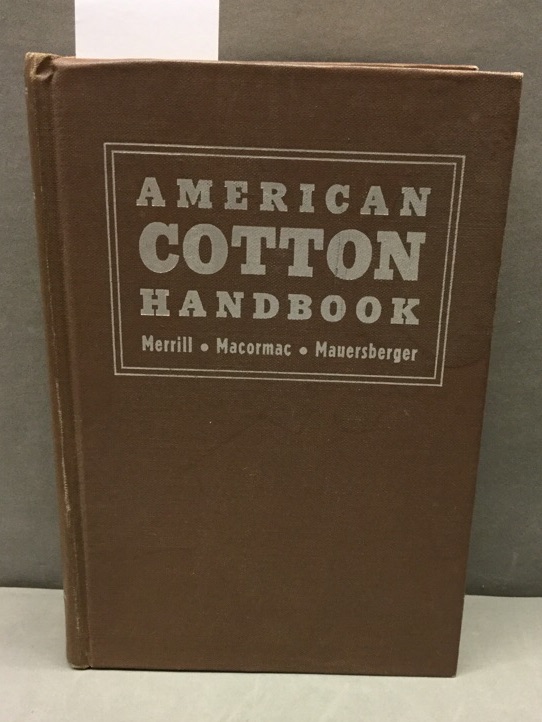 AMERICAN
COTTON
HANDBOOK
Merrill • Macormac • Mauersberger